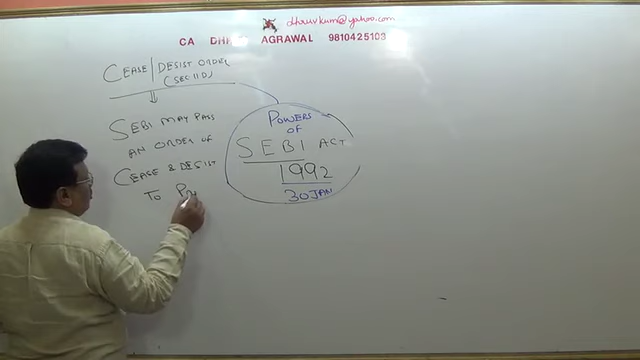 dhruvkum@yahoo.com
CA DH AGRAWAL 9810425103
CEASE/DESIST ORDER
(SEC 11D)
SEBI MAY PASS
AN ORDER OF
CEASE & DESIST
TO PR
POWERS
OF
SEBI ACT
1992
30 JAN